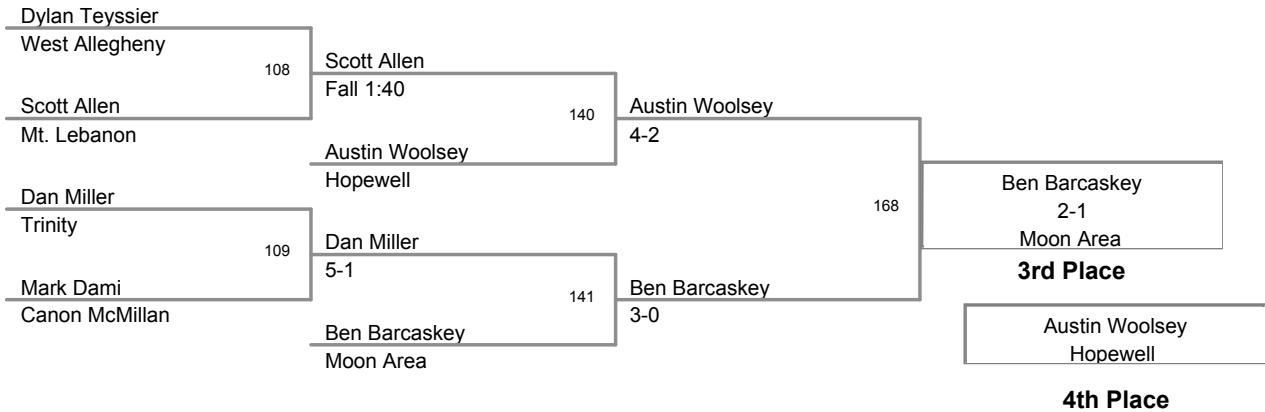 Dylan Teyssier
West Allegheny
108
Scott Allen
Mt. Lebanon
Scott Allen
Fall 1:40
140
Austin Woolsey
Hopewell
Austin Woolsey
4-2
Dan Miller
Trinity
109
Mark Dami
Canon McMillan
Dan Miller
5-1
141
Ben Barcaskey
Moon Area
Ben Barcaskey
3-0
168
Ben Barcaskey
2-1
Moon Area
3rd Place
Austin Woolsey
Hopewell
4th Place